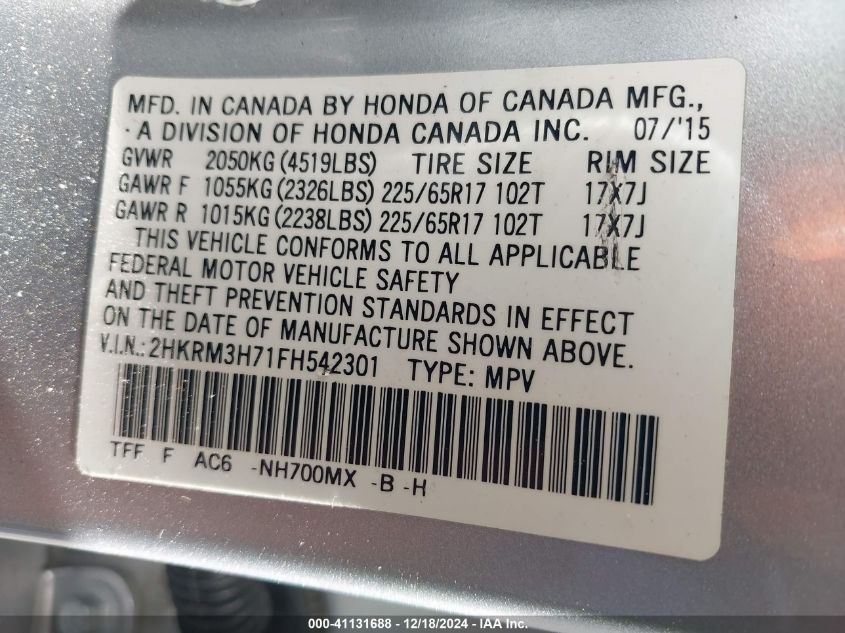 MFD. IN CANADA BY HONDA OF CANADA MFG.,
· A DIVISION OF HONDA CANADA INC. 07/'15
GVWR 2050KG (4519LBS) TIRE SIZE RIM SIZE
GAWR F 1055KG (2326LBS) 225/65R17 102T 17X7J
GAWR R 1015KG (2238LBS) 225/65R17 102T 17X7J
THIS VEHICLE CONFORMS TO ALL APPLICABLE
FEDERAL MOTOR VEHICLE SAFETY
AND THEFT PREVENTION STANDARDS IN EFFECT
ON THE DATE OF MANUFACTURE SHOWN ABOVE.
V.I.N.: 2HKRM3H71FH542301 TYPE: MPV
TFF F AC6 -NH700MX -B -H
000-41131688 - 12/18/2024 - IAA Inc.